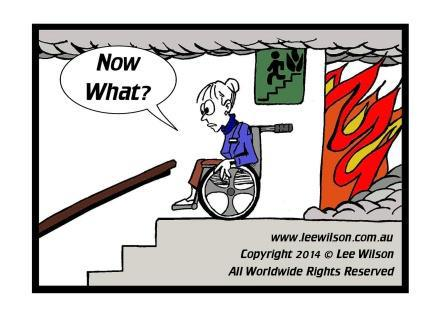 Now
What?
www.leewilson.com.au
Copyright 2014 © Lee Wilson
All Worldwide Rights Reserved